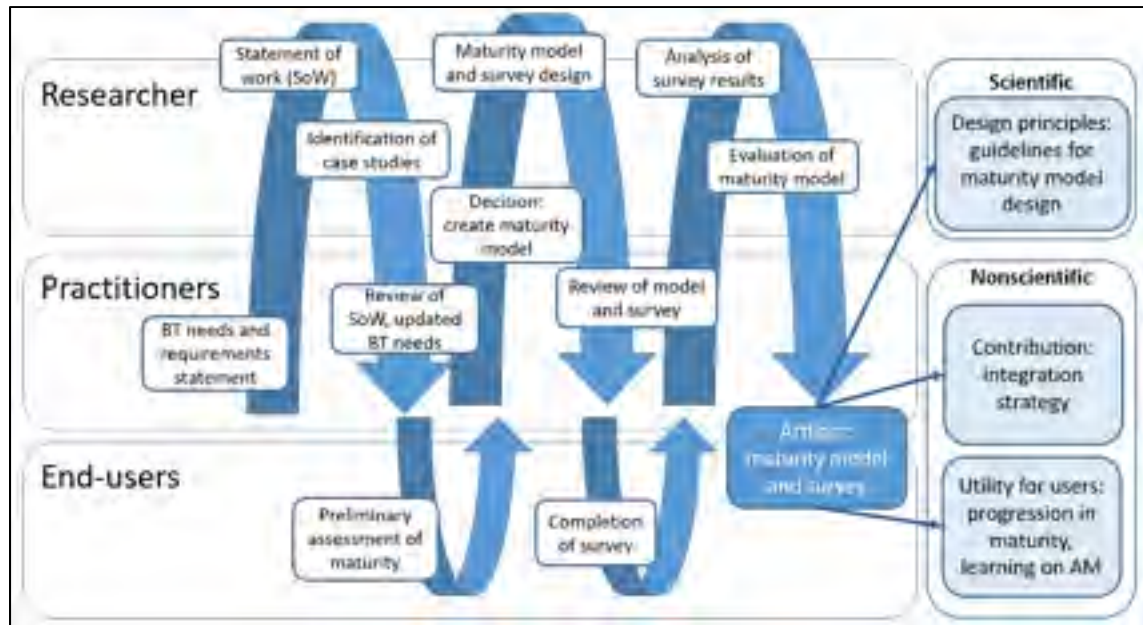 Researcher
Statement of
work (SoW)
Identification of
case studies
Maturity model
and survey design
Decision:
create maturity
model
Analysis of
survey results
Evaluation of
maturity model
Practitioners
BT needs and
requirements
statement
Review of
SoW, updated
BT needs
Review of model
and survey
End-users
Preliminary
assessment of
maturity
Completion
of survey
maturity model
and survey
Scientific
Design principles:
guidelines for
maturity model
design
Nonscientific
Contribution:
integration
strategy
Utility for users:
progression in
maturity,
learning on AM